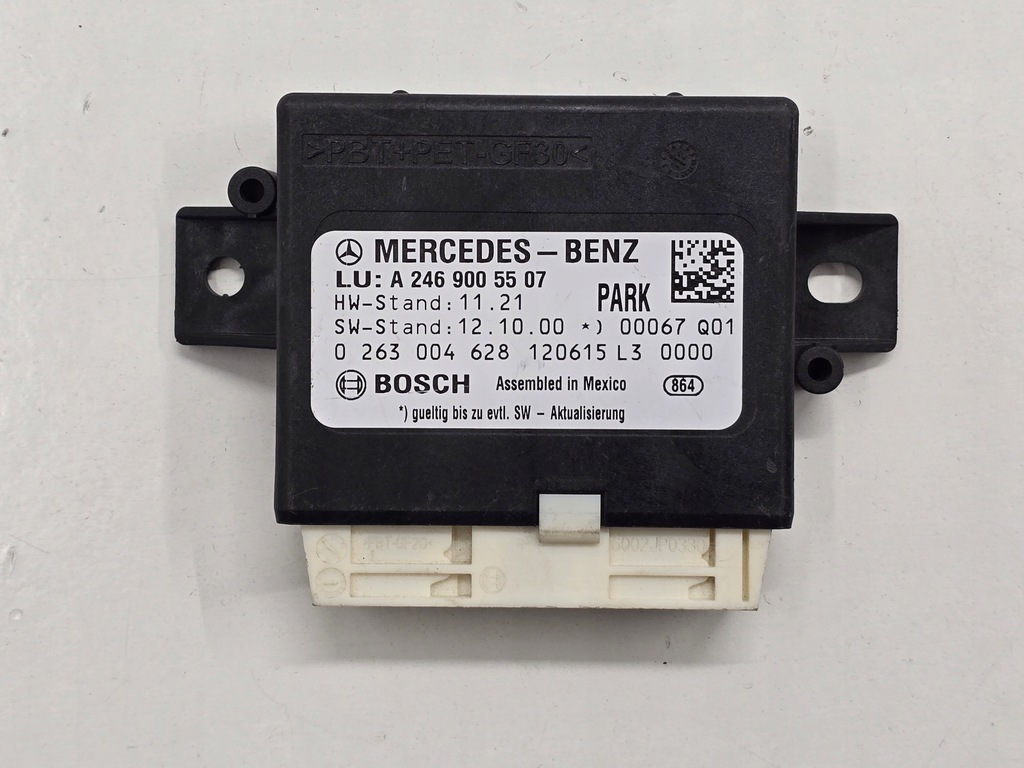 >PBT+PET-GF30<
MERCEDES-BENZ
LU: A 246 900 55 07
HW-Stand: 11.21 PARK
SW-Stand: 12.10.00 *) 00067 Q01
0 263 004 628 120615 L3 0000
BOSCH Assembled in Mexico 864
*) gueltig bis zu evtl. SW - Aktualisierung